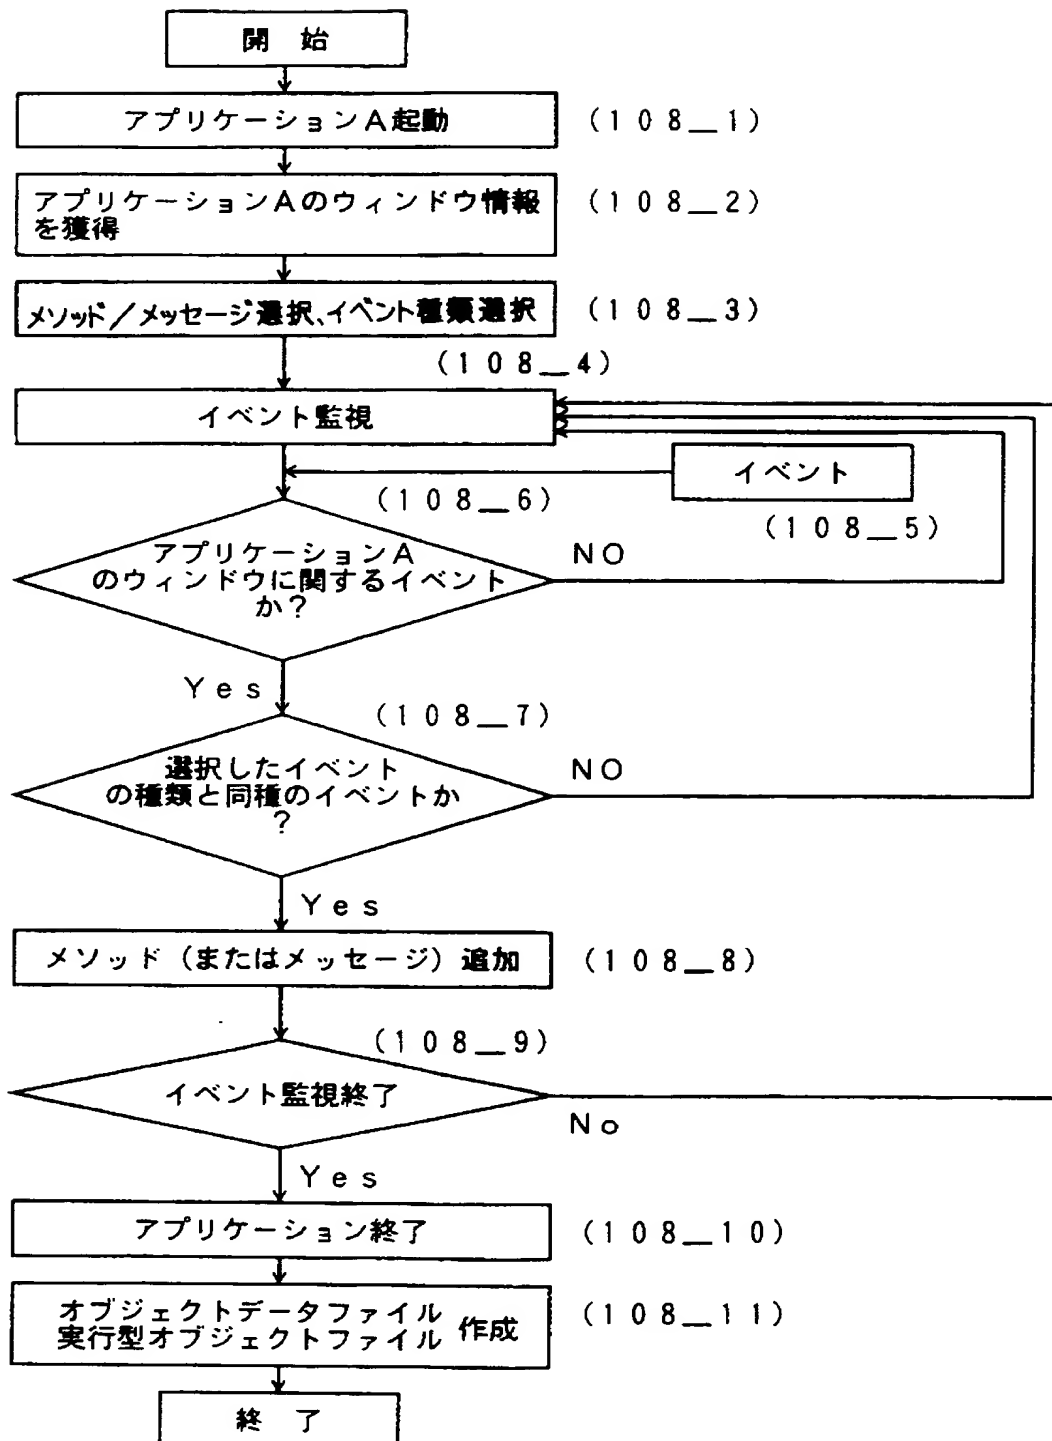 開 始
アプリケーションA起動 (108_1)
アプリケーションAのウィンドウ情報 (108_2)
を獲得
メソッド/メッセージ選択、イベント種類選択 (108_3)
(108_4)
イベント監視
イベント
(108_6)
(108_5)
アプリケーションA
のウィンドウに関するイベント
か?
NO
Yes
(108_7)
選択したイベント
の種類と同種のイベントか
?
NO
Yes
メソッド(またはメッセージ)追加 (108_8)
(108_9)
イベント監視終了
No
Yes
アプリケーション終了 (108_10)
オブジェクトデータファイル
実行型オブジェクトファイル 作成 (108_11)
終 了